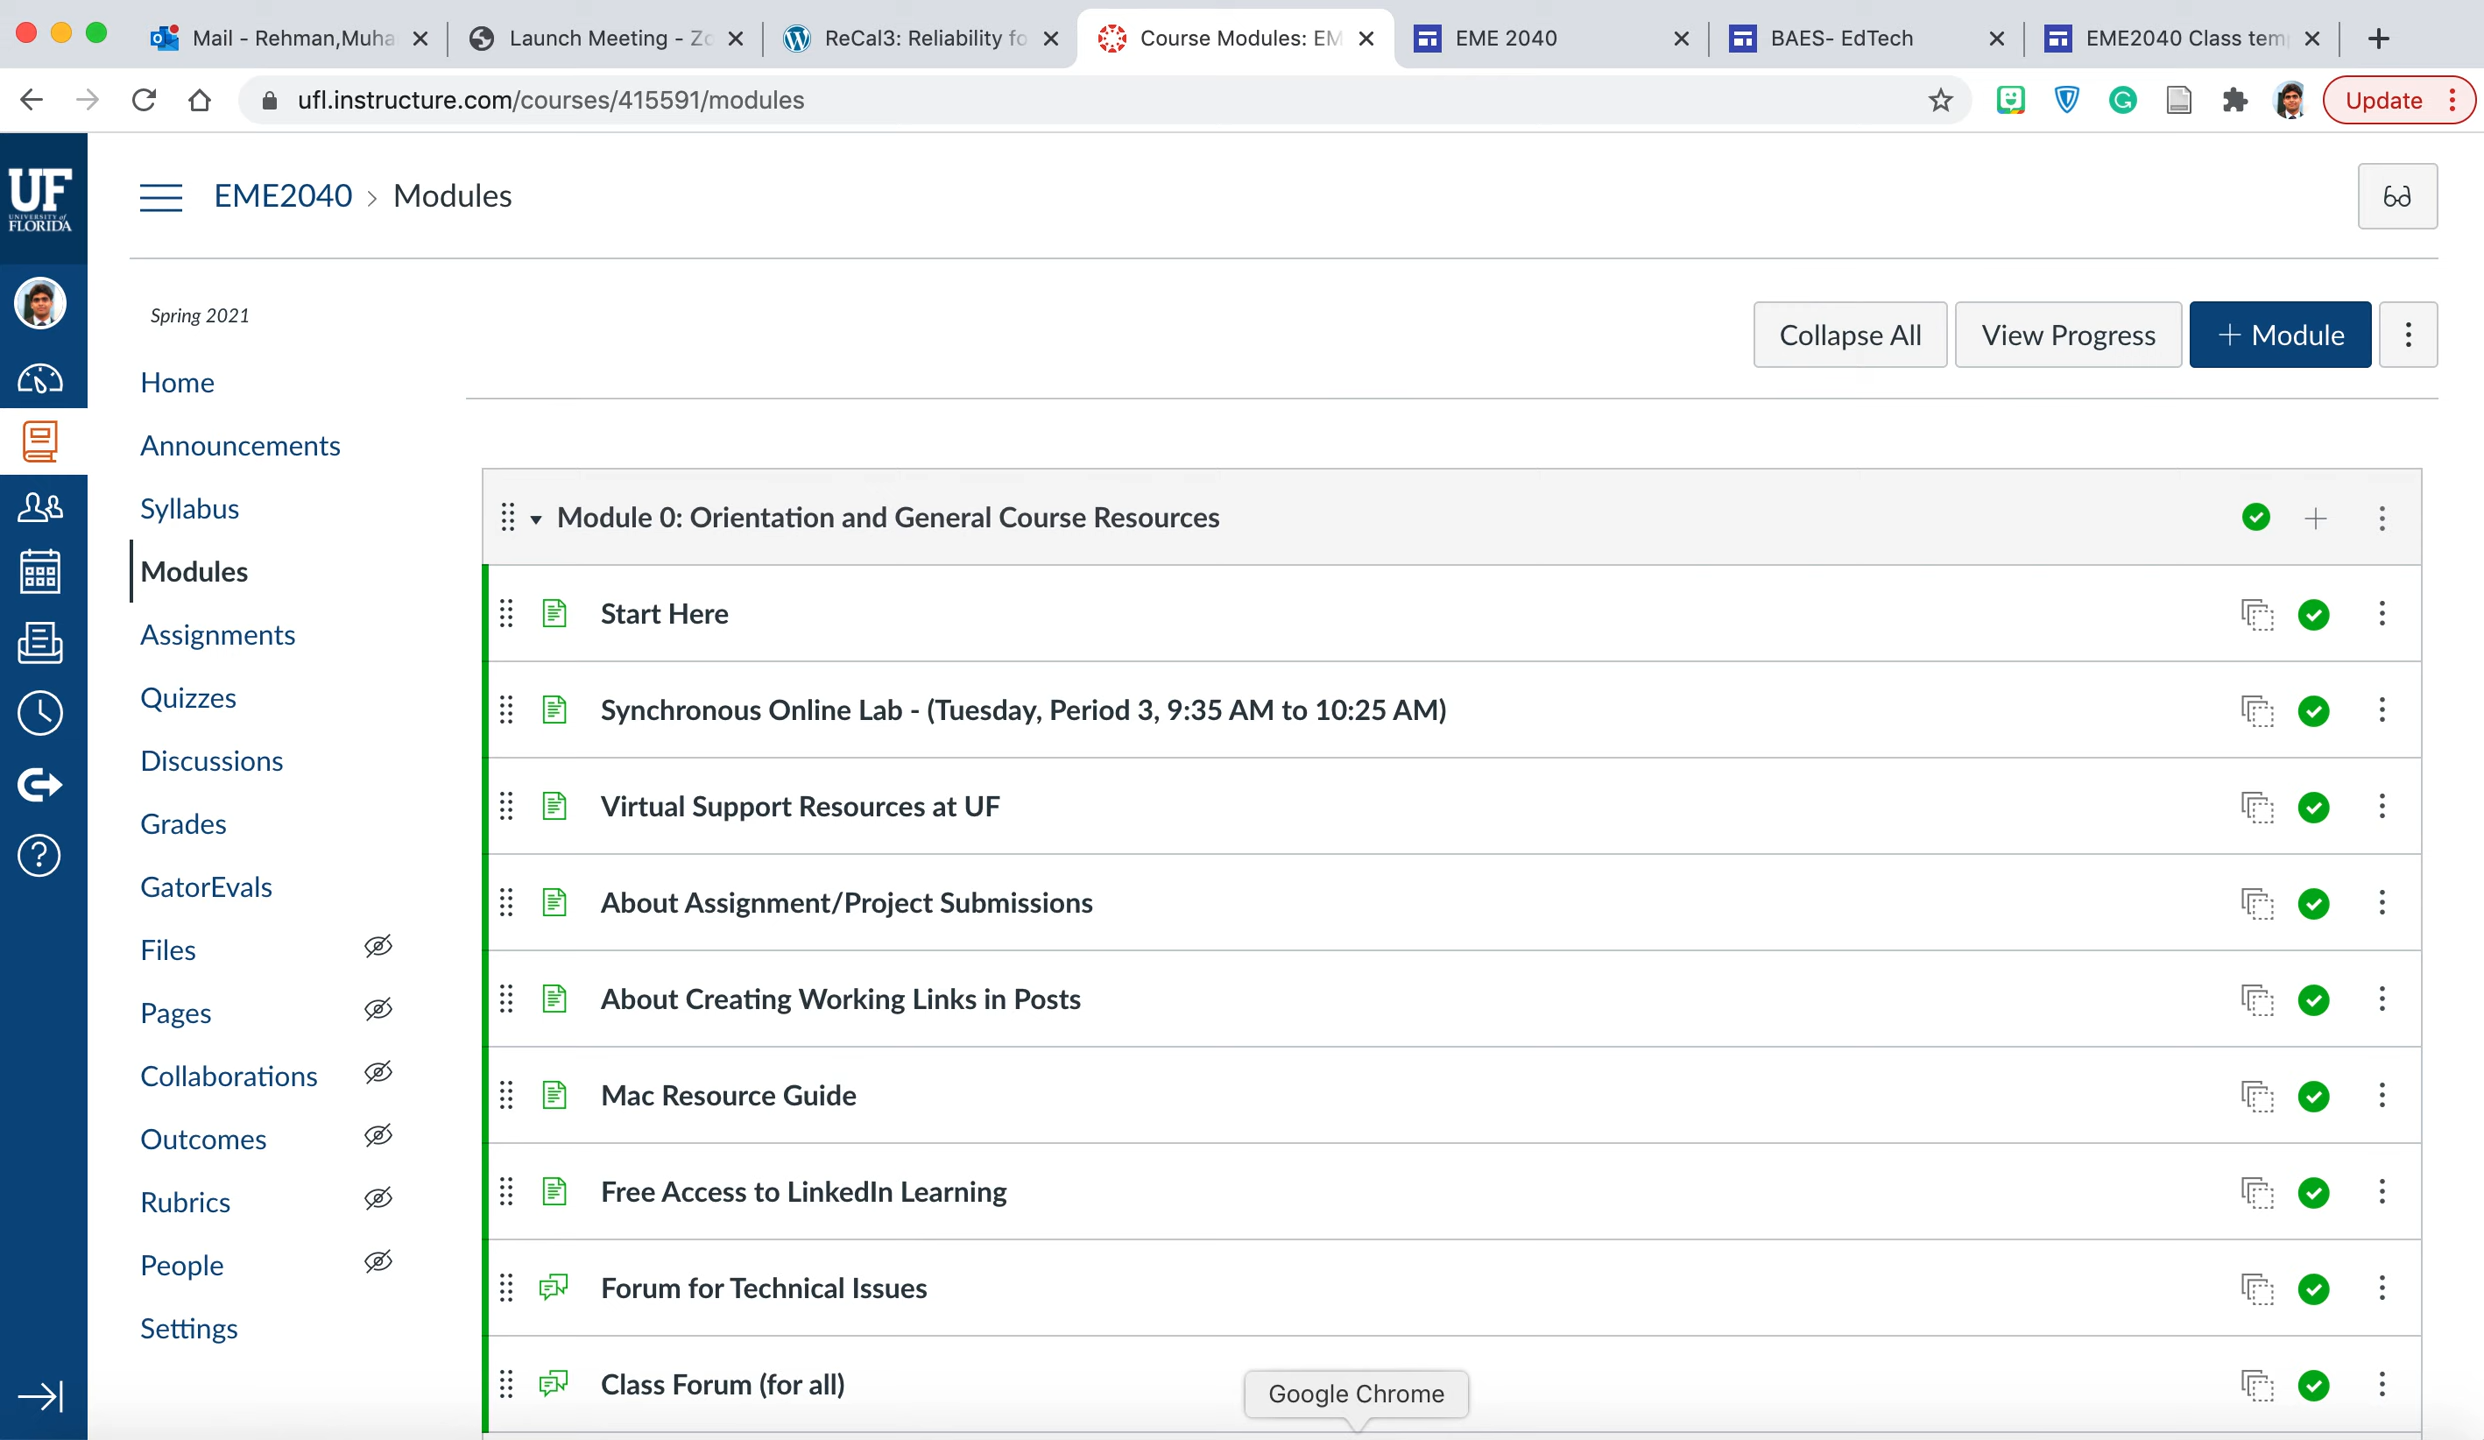 Mail - Rehman,Muha
Launch Meeting - Zo
ReCal3: Reliability fo
Course Modules: EM
EME 2040
BAES- EdTech
EME2040 Class temp
ufl.instructure.com/courses/415591/modules
Update
UF
UNIVERSITY of
FLORIDA
EME2040 > Modules
Spring 2021
Collapse All
View Progress
+ Module
Home
Announcements
Syllabus
Modules
Assignments
Quizzes
Discussions
Grades
GatorEvals
Files
Pages
Collaborations
Outcomes
Rubrics
People
Settings
Module 0: Orientation and General Course Resources
Start Here
Synchronous Online Lab - (Tuesday, Period 3, 9:35 AM to 10:25 AM)
Virtual Support Resources at UF
About Assignment/Project Submissions
About Creating Working Links in Posts
Mac Resource Guide
Free Access to LinkedIn Learning
Forum for Technical Issues
Class Forum (for all)
Google Chrome